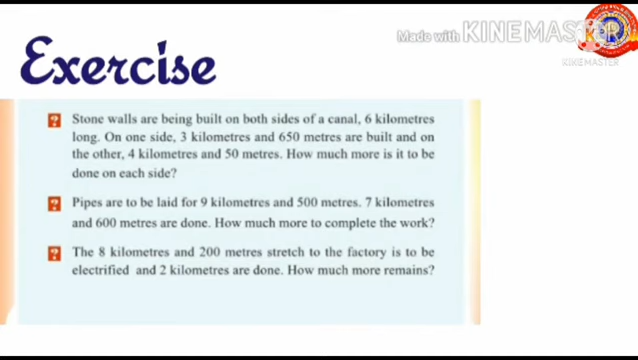 Made with KINEMASTER
KINEMASTER
Exercise
? Stone walls are being built on both sides of a canal, 6 kilometres
long. On one side, 3 kilometres and 650 metres are built and on
the other, 4 kilometres and 50 metres. How much more is it to be
done on each side?
? Pipes are to be laid for 9 kilometres and 500 metres. 7 kilometres
and 600 metres are done. How much more to complete the work?
? The 8 kilometres and 200 metres stretch to the factory is to be
electrified and 2 kilometres are done. How much more remains?